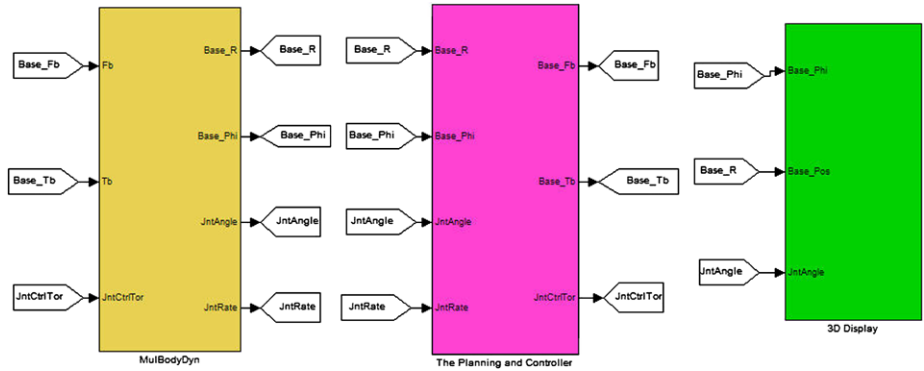 Base_Fb
Fb
Base_R
Base_R
Base_Tb
Tb
Base_Phi
Base_Phi
JntAngle
JntAngle
JntCtrlTor
JntCtrlTor
JntRate
JntRate
MulBodyDyn
Base_R
Base_R
Base_Fb
Base_Fb
Base_Phi
Base_Phi
Base_Tb
Base_Tb
JntAngle
JntAngle
JntCtrlTor
JntCtrlTor
JntRate
JntRate
The Planning and Controller
Base_Phi
Base_Phi
Base_R
Base_Pos
JntAngle
JntAngle
3D Display